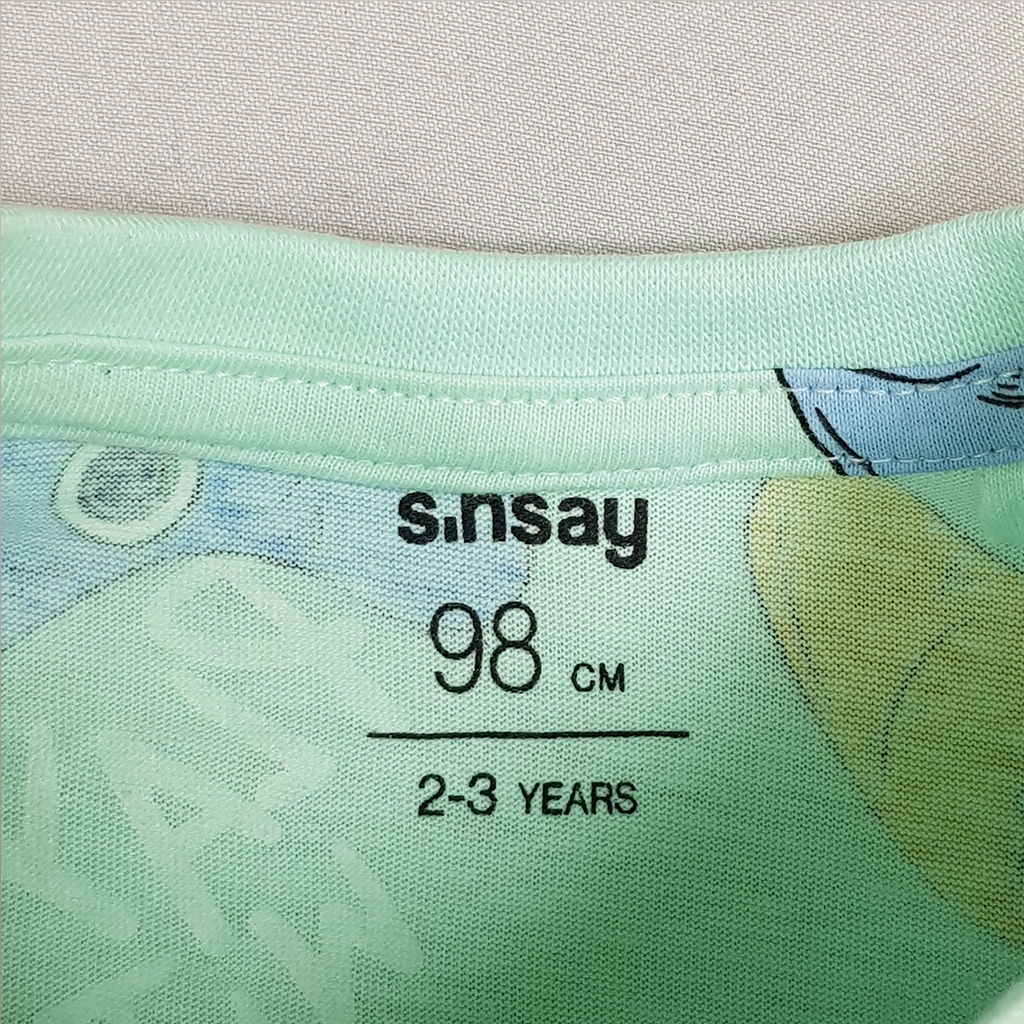 sinsay
98 CM
2-3 YEARS